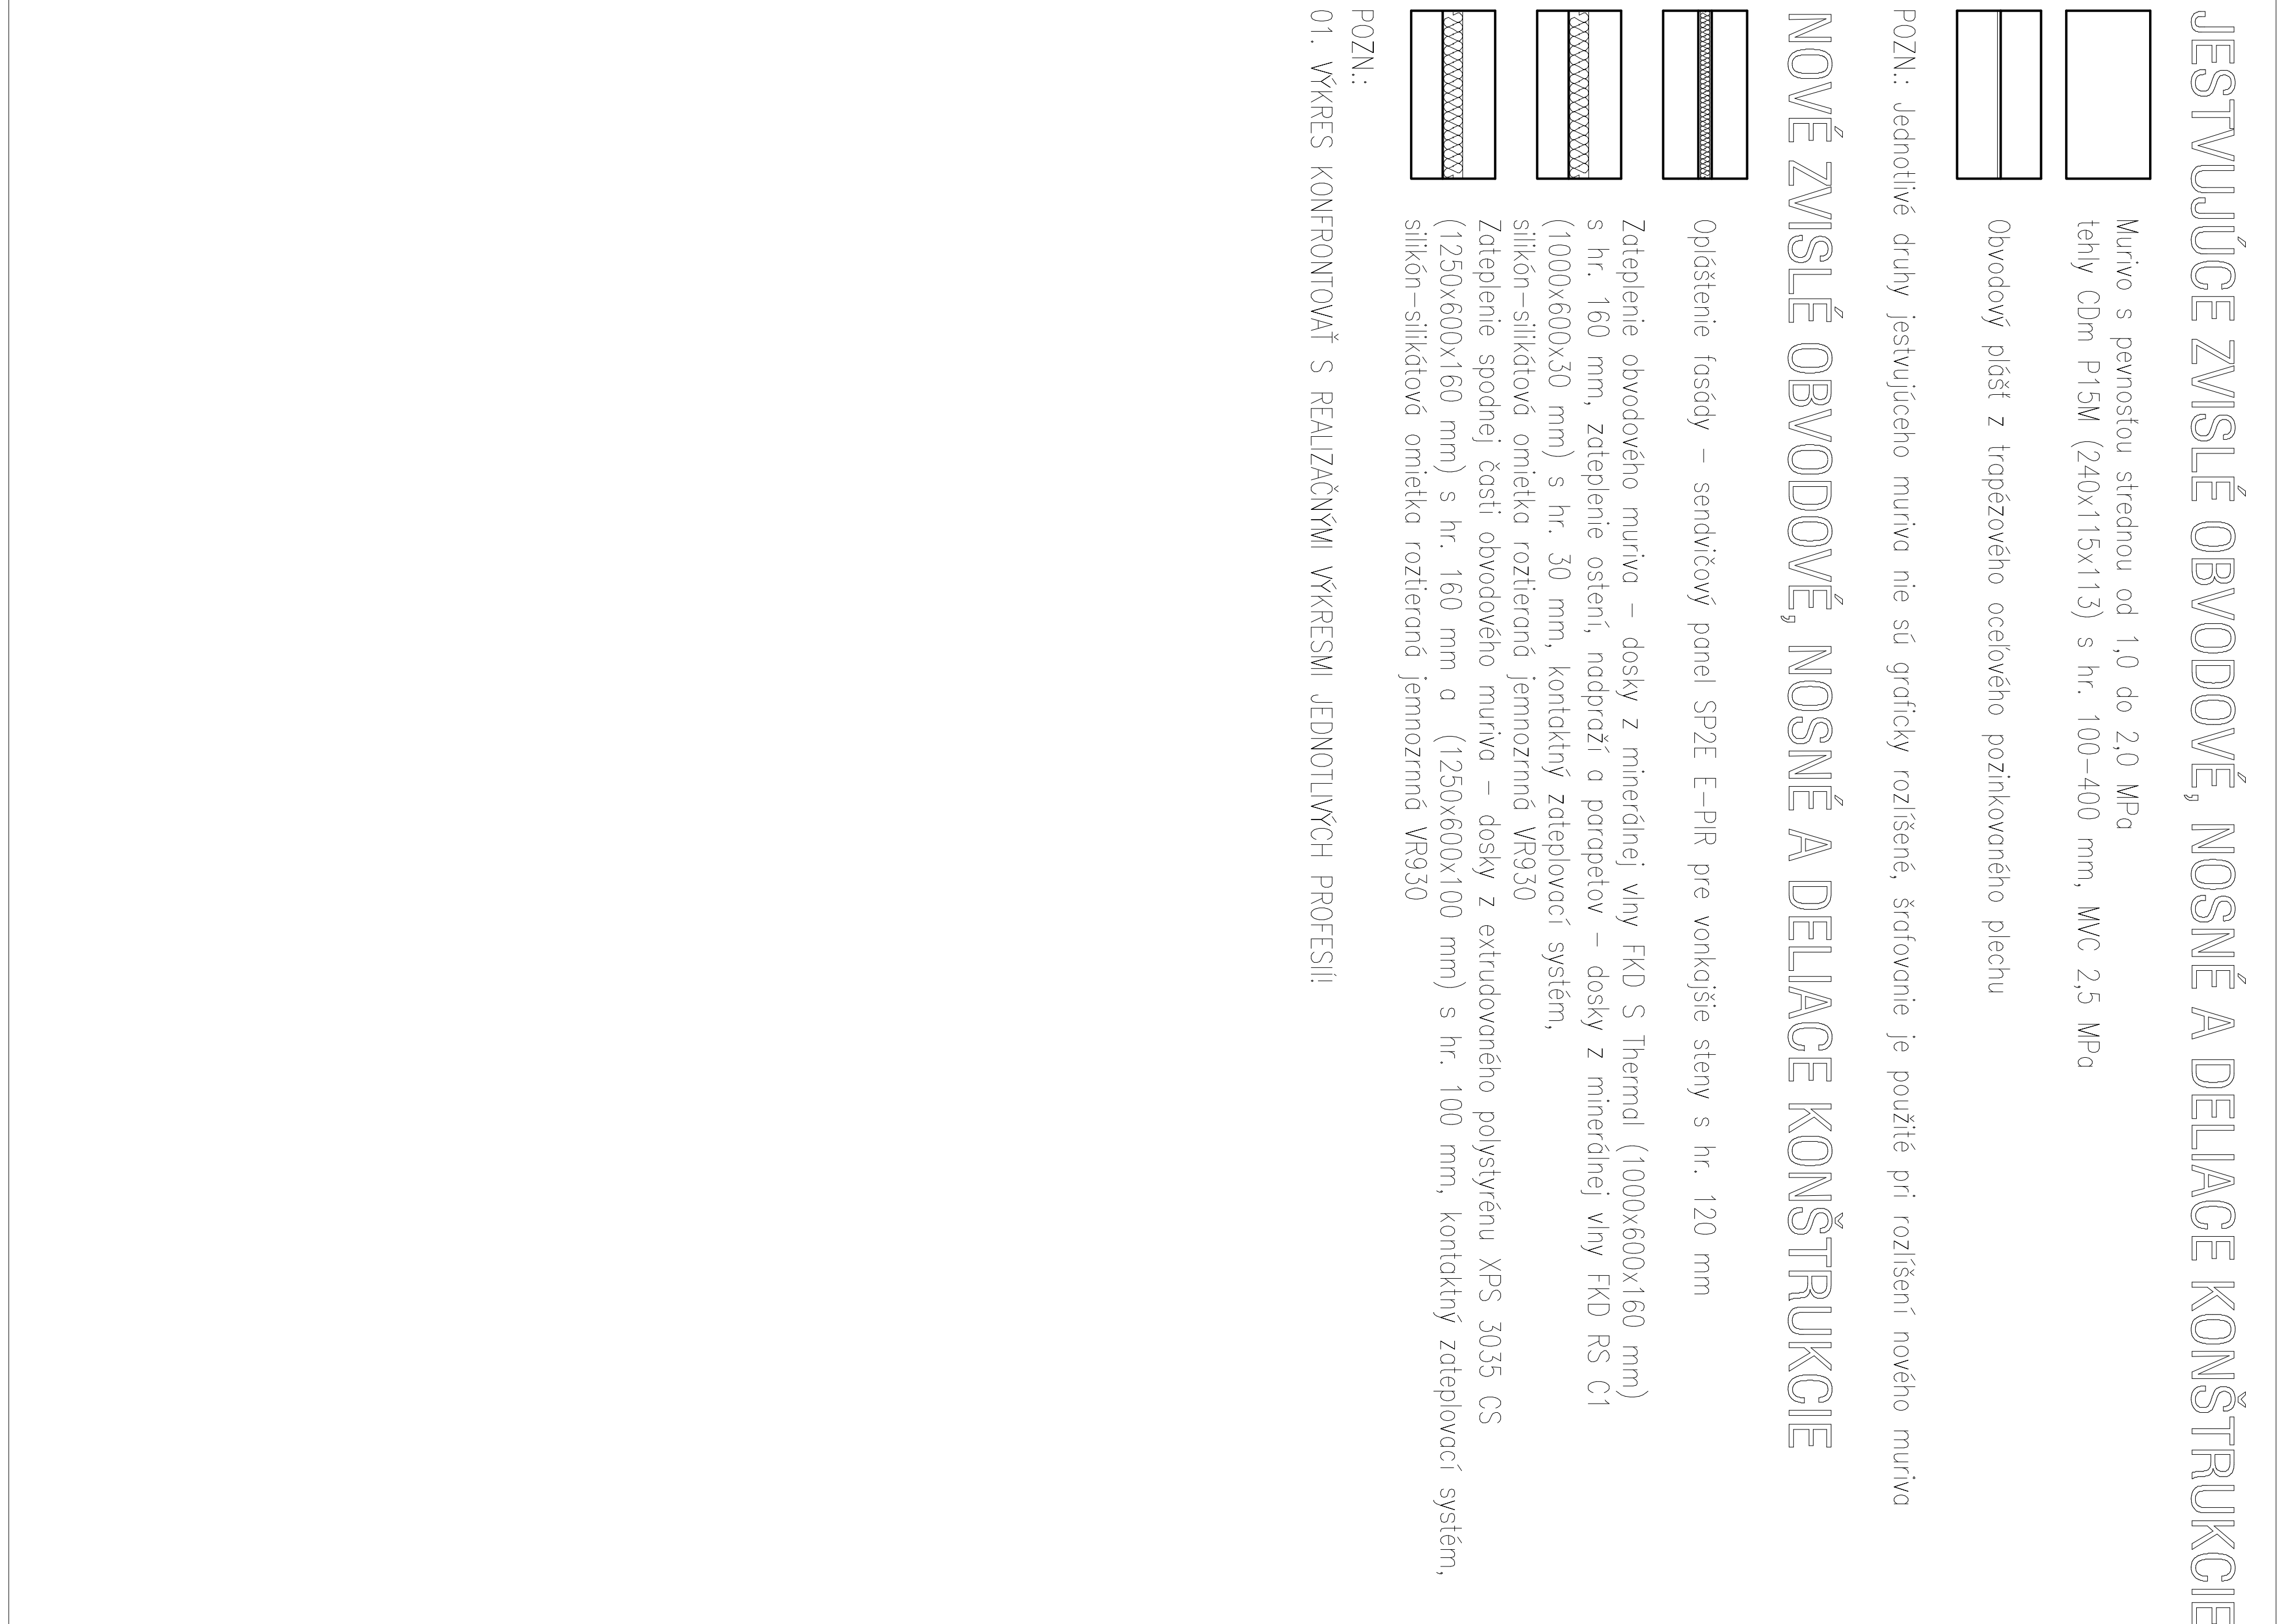 JESTVUJÚCE ZVISLÉ OBVODOVÉ, NOSNÉ A DELIACE KONŠTRUKCIE
Murivo s pevnosťou strednou od 1,0 do 2,0 MPa
tehly CDm P15M (240x115x113) s hr. 100-400 mm, MVC 2,5 MPa
Obvodový plášť z trapézového oceľového pozinkovaného plechu
POZN.: Jednotlivé druhy jestvujúceho muriva nie sú graficky rozlíšené, šrafovanie je použité pri rozlíšení nového muriva
NOVÉ ZVISLÉ OBVODOVÉ, NOSNÉ A DELIACE KONŠTRUKCIE
Opláštenie fasády - sendvičový panel SP2E E-PIR pre vonkajšie steny s hr. 120 mm
Zateplenie obvodového muriva - dosky z minerálnej vlny FKD S Thermal (1000x600x160 mm)
s hr. 160 mm, zateplenie ostení, nadpraží a parapetov - dosky z minerálnej vlny FKD RS C1
(1000x600x30 mm) s hr. 30 mm, kontaktný zateplovací systém,
silikón-silikátová omietka roztieraná jemnozrnná VR930
Zateplenie spodnej časti obvodového muriva - dosky z extrudovaného polystyrénu XPS 3035 CS
(1250x600x160 mm) s hr. 160 mm a (1250x600x100 mm) s hr. 100 mm, kontaktný zateplovací systém,
silikón-silikátová omietka roztieraná jemnozrnná VR930
POZN.:
01. VÝKRES KONFRONTOVAŤ S REALIZAČNÝMI VÝKRESMI JEDNOTLIVÝCH PROFESIÍ!